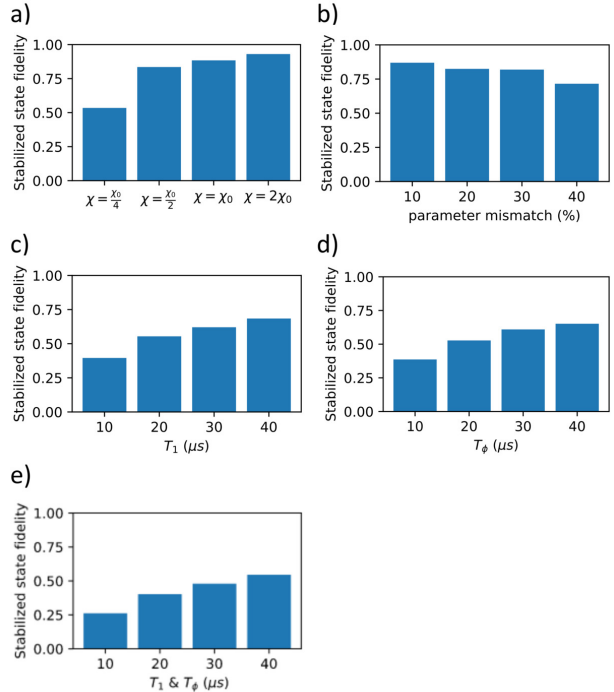 a)
Stabilized state fidelity
1.00
0.75
0.50
0.25
0.00
χ = χ₀/4 χ = χ₀/2 χ = χ₀ χ = 2χ₀
b)
Stabilized state fidelity
1.00
0.75
0.50
0.25
0.00
10 20 30 40
parameter mismatch (%)
c)
Stabilized state fidelity
1.00
0.75
0.50
0.25
0.00
10 20 30 40
T₁ (μs)
d)
Stabilized state fidelity
1.00
0.75
0.50
0.25
0.00
10 20 30 40
T_ϕ (μs)
e)
Stabilized state fidelity
1.00
0.75
0.50
0.25
0.00
10 20 30 40
T₁ & T_ϕ (μs)